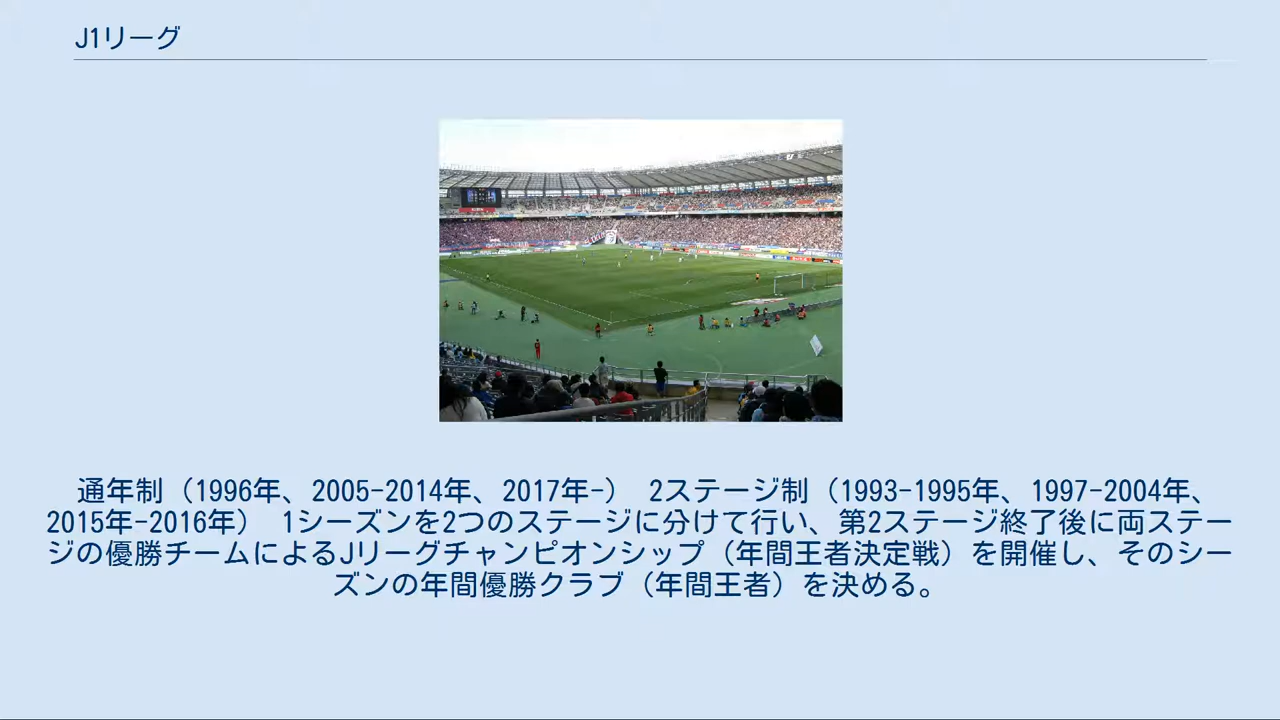 J1リーグ
通年制（1996年、2005-2014年、2017年-） 2ステージ制（1993-1995年、1997-2004年、
2015年-2016年） 1シーズンを2つのステージに分けて行い、第2ステージ終了後に両ステー
ジの優勝チームによるJリーグチャンピオンシップ（年間王者決定戦）を開催し、そのシー
ズンの年間優勝クラブ（年間王者）を決める。